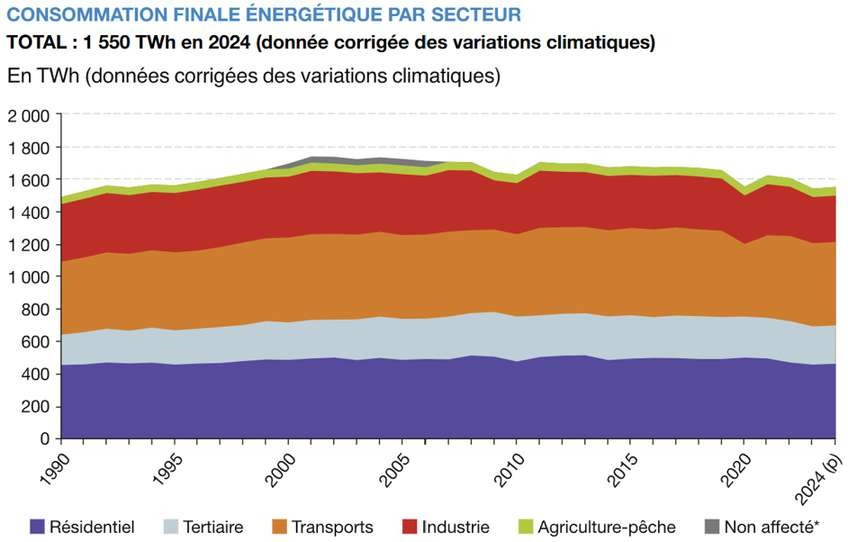 CONSOMMATION FINALE ÉNERGÉTIQUE PAR SECTEUR
TOTAL : 1 550 TWh en 2024 (donnée corrigée des variations climatiques)
En TWh (données corrigées des variations climatiques)
2 000
1 800
1 600
1 400
1 200
1 000
800
600
400
200
0
1990
1995
2000
2005
2010
2015
2020
2024 (p)
Résidentiel
Tertiaire
Transports
Industrie
Agriculture-pêche
Non affecté*